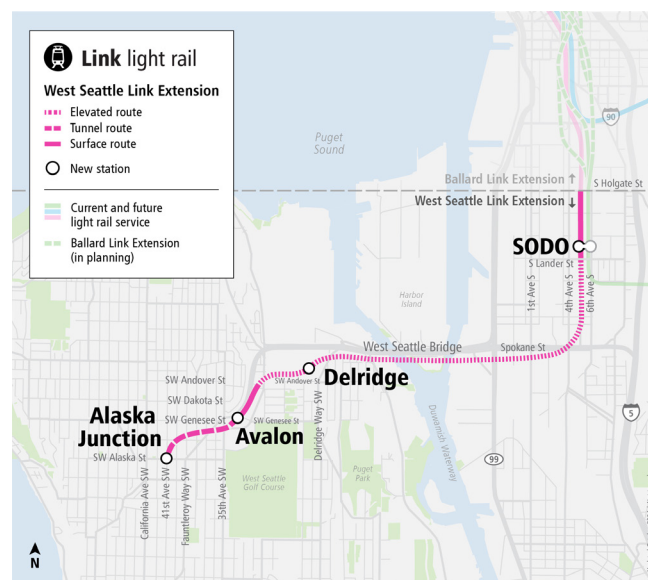 Link light rail
West Seattle Link Extension
Elevated route
Tunnel route
Surface route
New station
Current and future
light rail service
Ballard Link Extension
(in planning)
Puget
Sound
90
Ballard Link Extension ↑
S Holgate St
West Seattle Link Extension ↓
SODO
S Lander St
1st Ave S
4th Ave S
6th Ave S
Harbor
Island
West Seattle Bridge
Spokane St
SW Andover St
SW Andover St
Delridge
SW Dakota St
SW Genesee St
SW Genesee St
Alaska
Junction
Avalon
Delridge Way SW
Duwamish Waterway
5
SW Alaska St
99
California Ave SW
41st Ave SW
Fauntleroy Way SW
35th Ave SW
West Seattle
Golf Course
Puget
Park
N